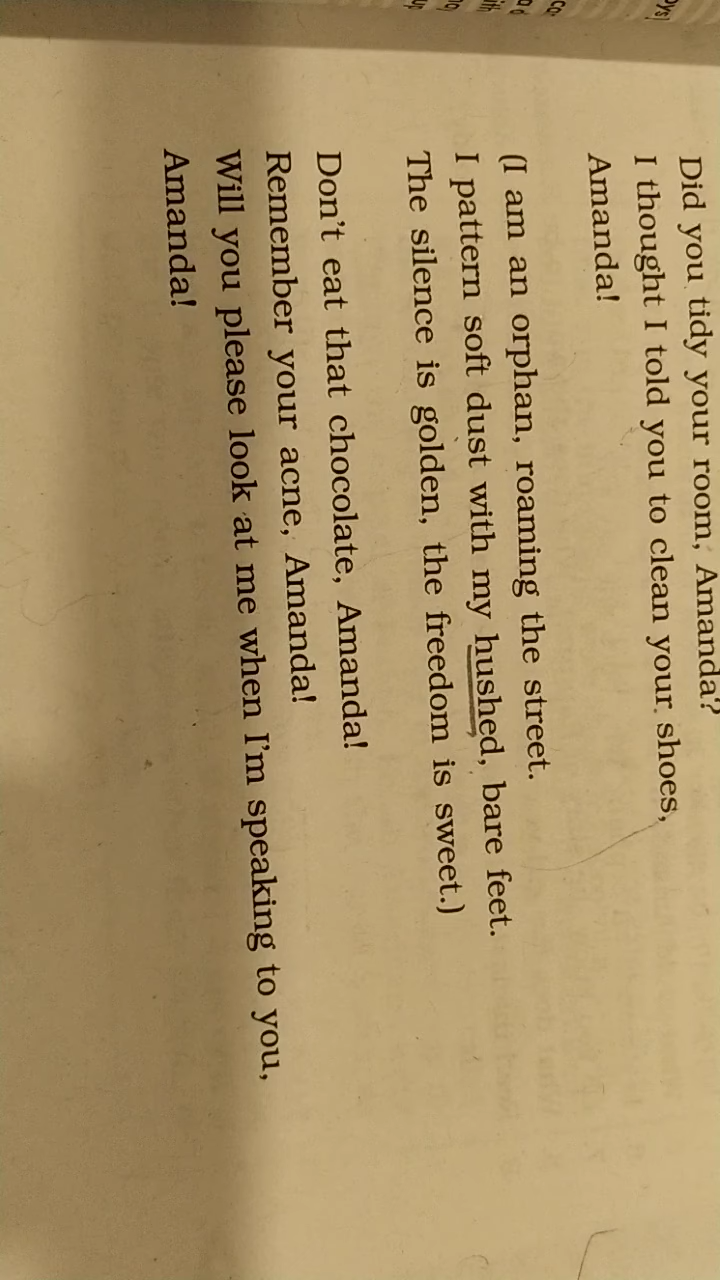 Did you tidy your room, Amanda?
I thought I told you to clean your shoes,
Amanda!
(I am an orphan, roaming the street.
I pattern soft dust with my hushed, bare feet.
The silence is golden, the freedom is sweet.)
Don't eat that chocolate, Amanda!
Remember your acne, Amanda!
Will you please look at me when I'm speaking to you,
Amanda!